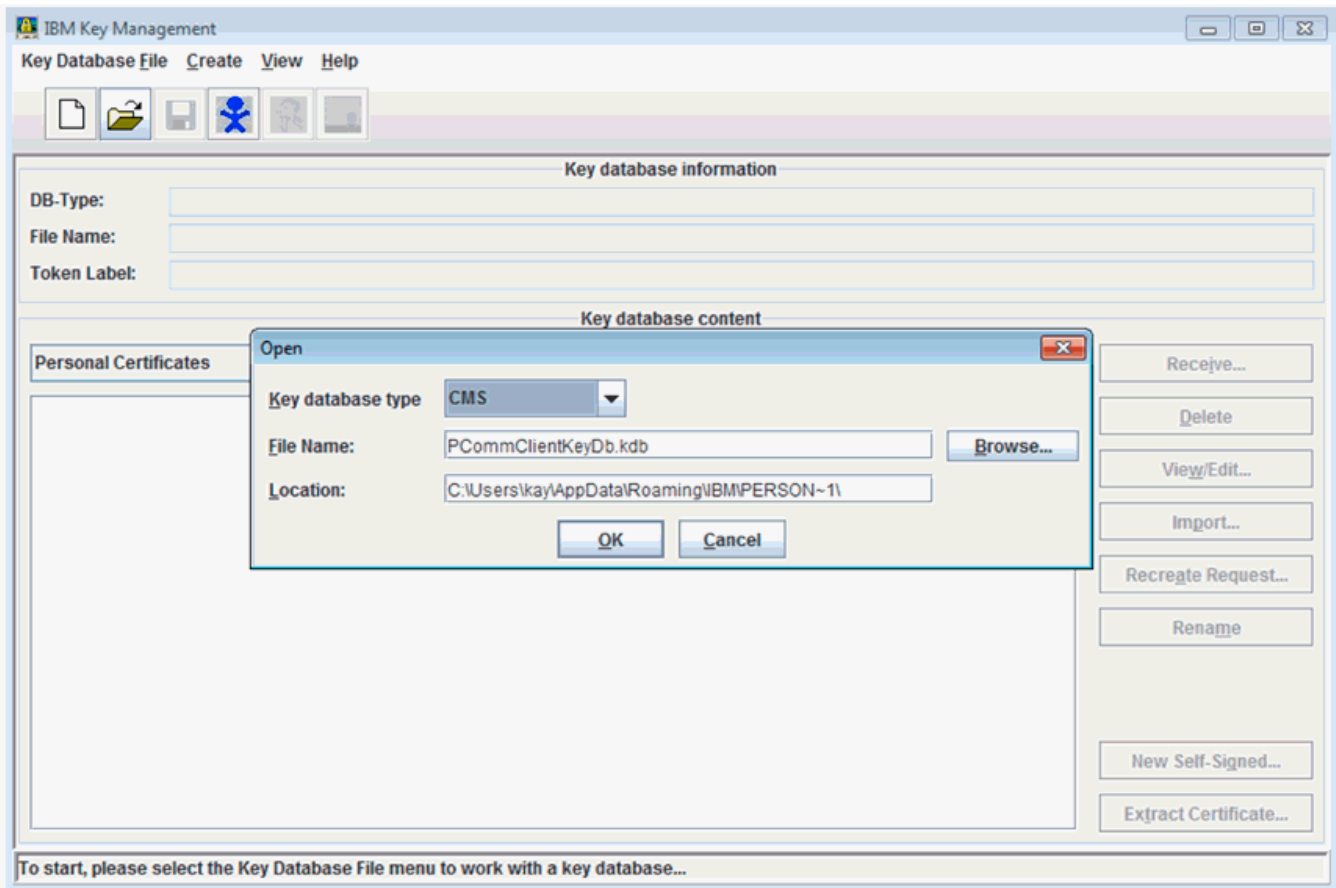 IBM Key Management
Key Database File Create View Help
Key database information
DB-Type:
File Name:
Token Label:
Key database content
Personal Certificates
Open
Key database type CMS
File Name: PCommClientKeyDb.kdb Browse...
Location: C:\Users\kay\AppData\Roaming\IBM\PERSON~1\
OK Cancel
Receive...
Delete
View/Edit...
Import...
Recreate Request...
Rename
New Self-Signed...
Extract Certificate...
To start, please select the Key Database File menu to work with a key database...